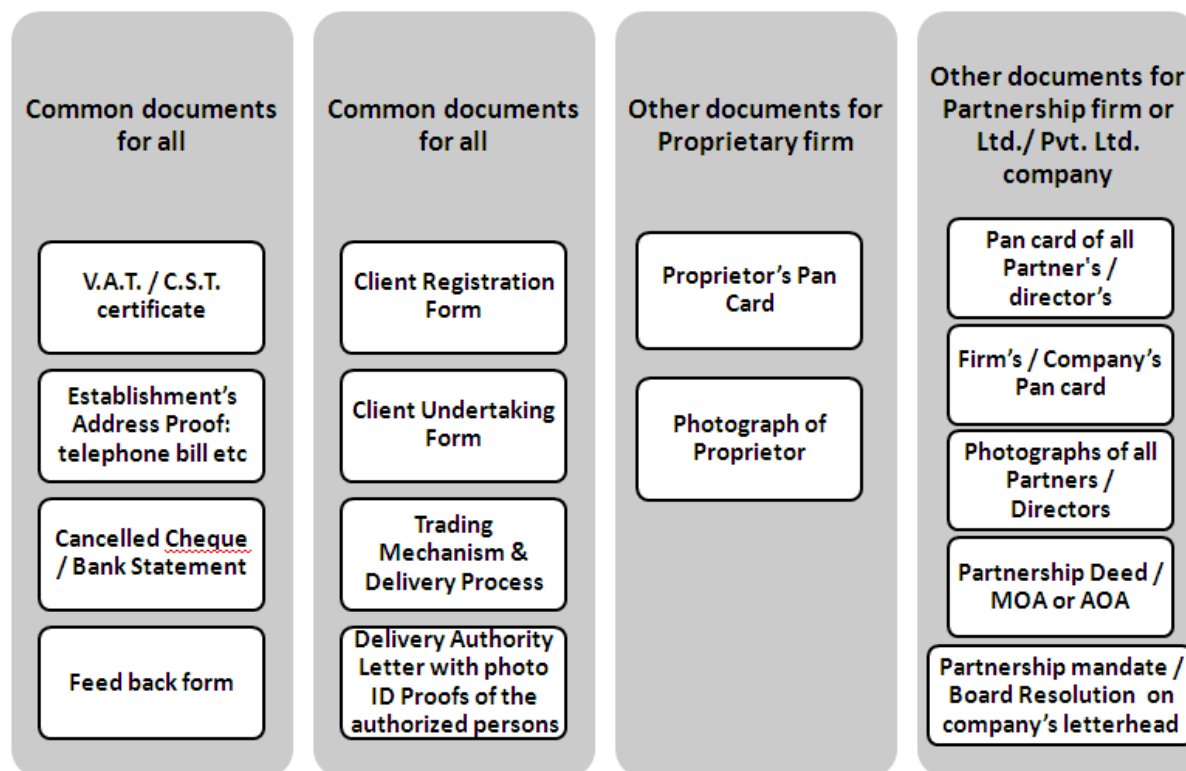 Common documents
for all
V.A.T. / C.S.T.
certificate
Establishment’s
Address Proof:
telephone bill etc
Cancelled Cheque
/ Bank Statement
Feed back form
Common documents
for all
Client Registration
Form
Client Undertaking
Form
Trading
Mechanism &
Delivery Process
Delivery Authority
Letter with photo
ID Proofs of the
authorized persons
Other documents for
Proprietary firm
Proprietor’s Pan
Card
Photograph of
Proprietor
Other documents for
Partnership firm or
Ltd./ Pvt. Ltd.
company
Pan card of all
Partner's /
director’s
Firm’s / Company’s
Pan card
Photographs of all
Partners /
Directors
Partnership Deed /
MOA or AOA
Partnership mandate /
Board Resolution on
company’s letterhead